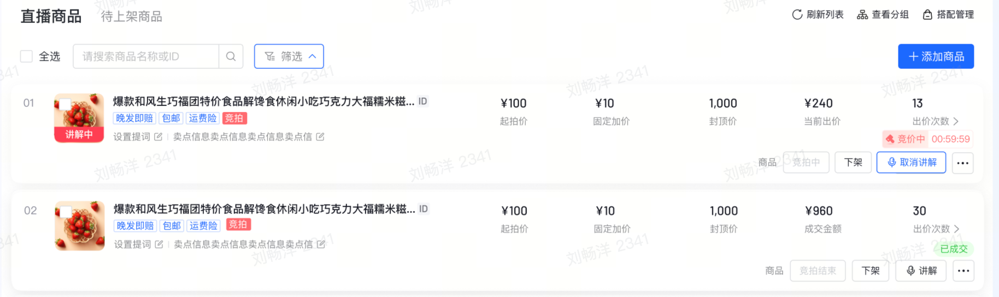 直播商品 待上架商品 刷新列表 查看分组 搭配管理
全选 请搜索商品名称或ID 筛选 添加商品
01 爆款和风生巧福团特价食品解馋食休闲小吃巧克力大福糯米糍... ID ¥100 ¥10 1,000 ¥240 13
晚发即赔 包邮 运费险 竞拍 起拍价 固定加价 封顶价 当前出价 出价次数
讲解中 设置提词 卖点信息卖点信息卖点信息卖点信 竞价中 00:59:59
商品 竞拍中 下架 取消讲解 ...
02 爆款和风生巧福团特价食品解馋食休闲小吃巧克力大福糯米糍... ID ¥100 ¥10 1,000 ¥960 30
晚发即赔 包邮 运费险 竞拍 起拍价 固定加价 封顶价 成交金额 出价次数
设置提词 卖点信息卖点信息卖点信息卖点信 已成交
商品 竞拍结束 下架 讲解 ...
刘畅洋 2341